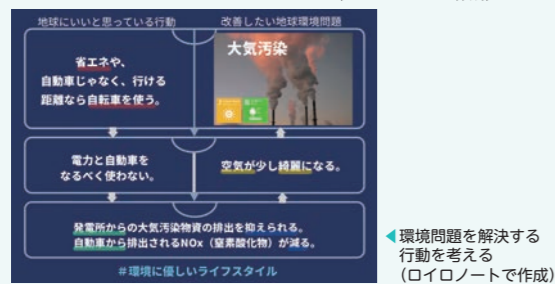 地球にいいと思っている行動
改善したい地球環境問題
省エネや、
自動車じゃなく、行ける
距離なら自転車を使う。
大気汚染
電力と自動車を
なるべく使わない。
空気が少し綺麗になる。
発電所からの大気汚染物資の排出を抑えられる。
自動車から排出されるNOx（窒素酸化物）が減る。
＃環境に優しいライフスタイル
◀環境問題を解決する
行動を考える
（ロイロノートで作成）